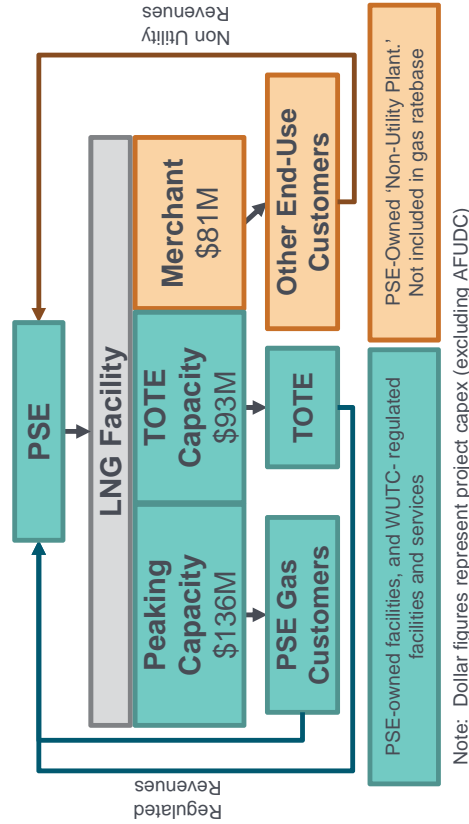 PSE
LNG Facility
Peaking
Capacity
$136M
TOTE
Capacity
$93M
Merchant
$81M
PSE Gas
Customers
TOTE
Other End-Use
Customers
Regulated
Revenues
Non Utility
Revenues
PSE-owned facilities, and WUTC- regulated
facilities and services
PSE-Owned ‘Non-Utility Plant.’
Not included in gas ratebase
Note: Dollar figures represent project capex (excluding AFUDC)